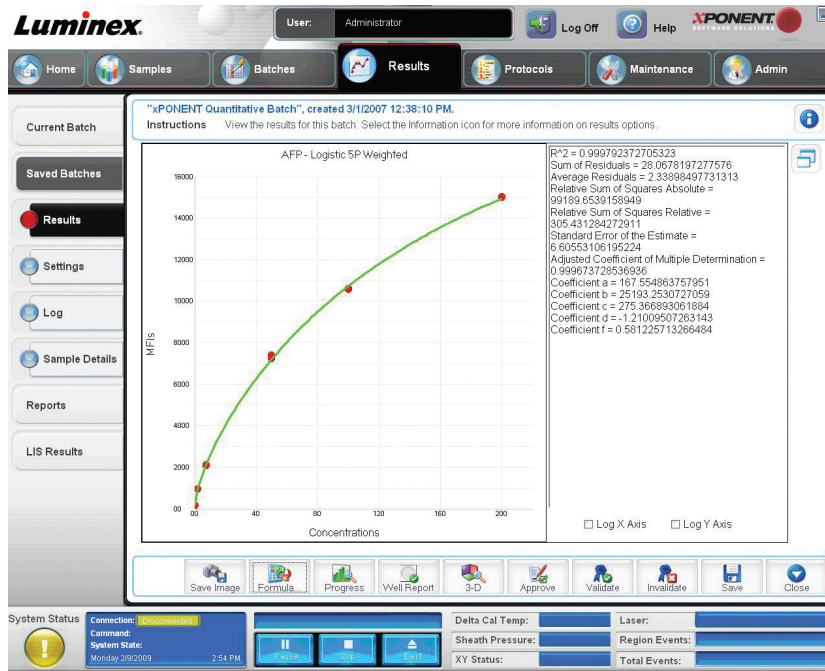 Luminex.
User: Administrator
Log Off
Help
XPONENT.
SOFTWARE SOLUTIONS
Home
Samples
Batches
Results
Protocols
Maintenance
Admin
Current Batch
Saved Batches
Results
Settings
Log
Sample Details
Reports
LIS Results
"xPONENT Quantitative Batch", created 3/1/2007 12:38:10 PM.
Instructions View the results for this batch. Select the Information icon for more information on results options.
AFP - Logistic 5P Weighted
16000
14000
12000
10000
8000
6000
4000
2000
00
MFIs
00 40 80 120 160 200
Concentrations
R^2 = 0.999792372705323
Sum of Residuals = 28.0678197277576
Average Residuals = 2.33898497731313
Relative Sum of Squares Absolute =
99189.6539158949
Relative Sum of Squares Relative =
305.431284272911
Standard Error of the Estimate =
6.60553106195224
Adjusted Coefficient of Multiple Determination =
0.999673728536936
Coefficient a = 167.554863757951
Coefficient b = 25193.2530727059
Coefficient c = 275.366893061884
Coefficient d = -1.21009507263143
Coefficient f = 0.581225713266484
Log X Axis
Log Y Axis
Save Image
Formula...
Progress
Well Report
3-D
Approve
Validate
Invalidate
Save
Close
System Status
Connection: Disconnected
Command:
System State:
Monday 2/9/2009 2:54 PM
Pause
Stop
Eject
Delta Cal Temp:
Laser:
Sheath Pressure:
Region Events:
XY Status:
Total Events: